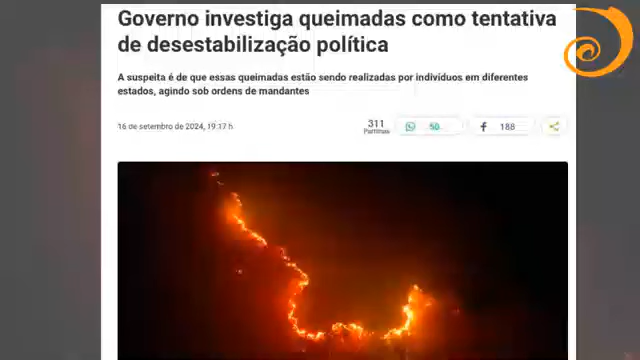 Governo investiga queimadas como tentativa
de desestabilização política
A suspeita é de que essas queimadas estão sendo realizadas por indivíduos em diferentes
estados, agindo sob ordens de mandantes
16 de setembro de 2024, 19:17 h
311
Partilhas
50
188